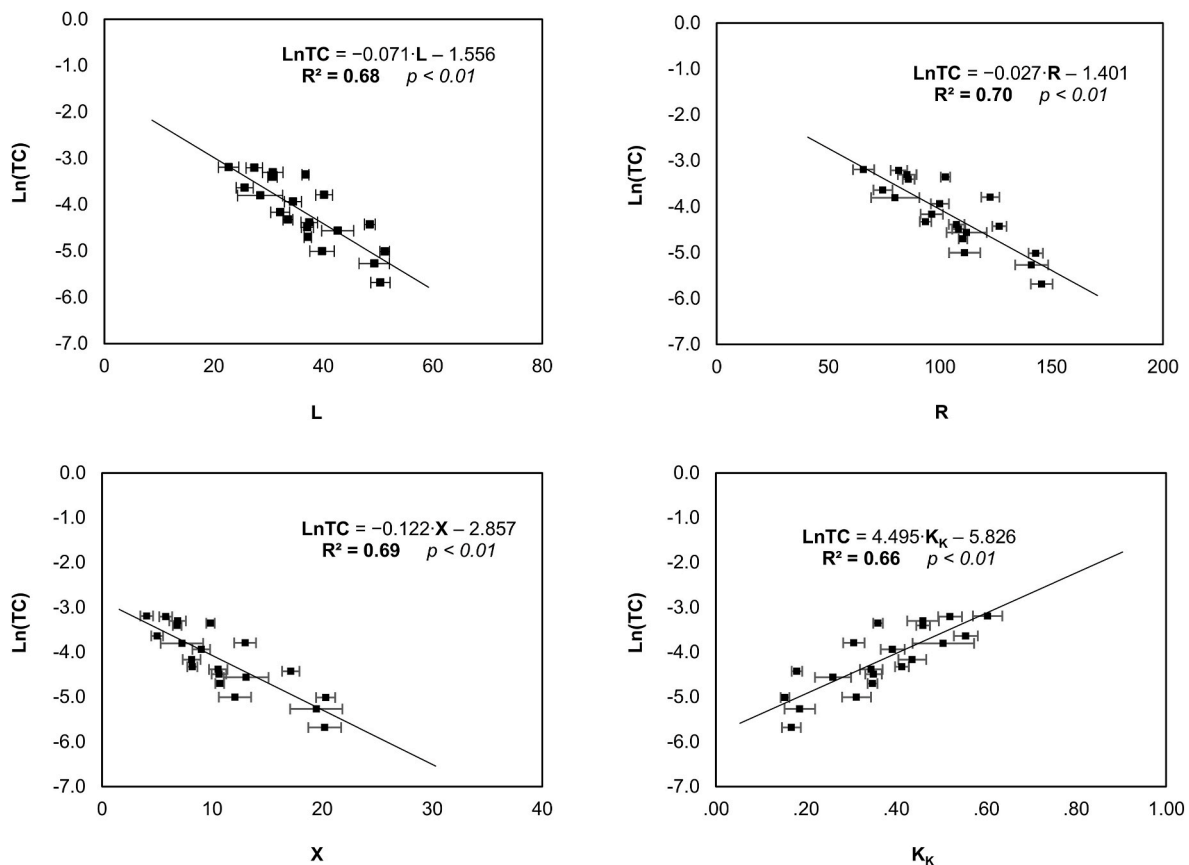 0.0
-1.0
-2.0
-3.0
-4.0
-5.0
-6.0
-7.0
Ln(TC)
LnTC = −0.071·L – 1.556
R² = 0.68 p < 0.01
0 20 40 60 80
L
0.0
-1.0
-2.0
-3.0
-4.0
-5.0
-6.0
-7.0
Ln(TC)
LnTC = −0.027·R – 1.401
R² = 0.70 p < 0.01
0 50 100 150 200
R
0.0
-1.0
-2.0
-3.0
-4.0
-5.0
-6.0
-7.0
Ln(TC)
LnTC = −0.122·X – 2.857
R² = 0.69 p < 0.01
0 10 20 30 40
X
0.0
-1.0
-2.0
-3.0
-4.0
-5.0
-6.0
-7.0
Ln(TC)
LnTC = 4.495·K_K – 5.826
R² = 0.66 p < 0.01
.00 .20 .40 .60 .80 1.00
K_K